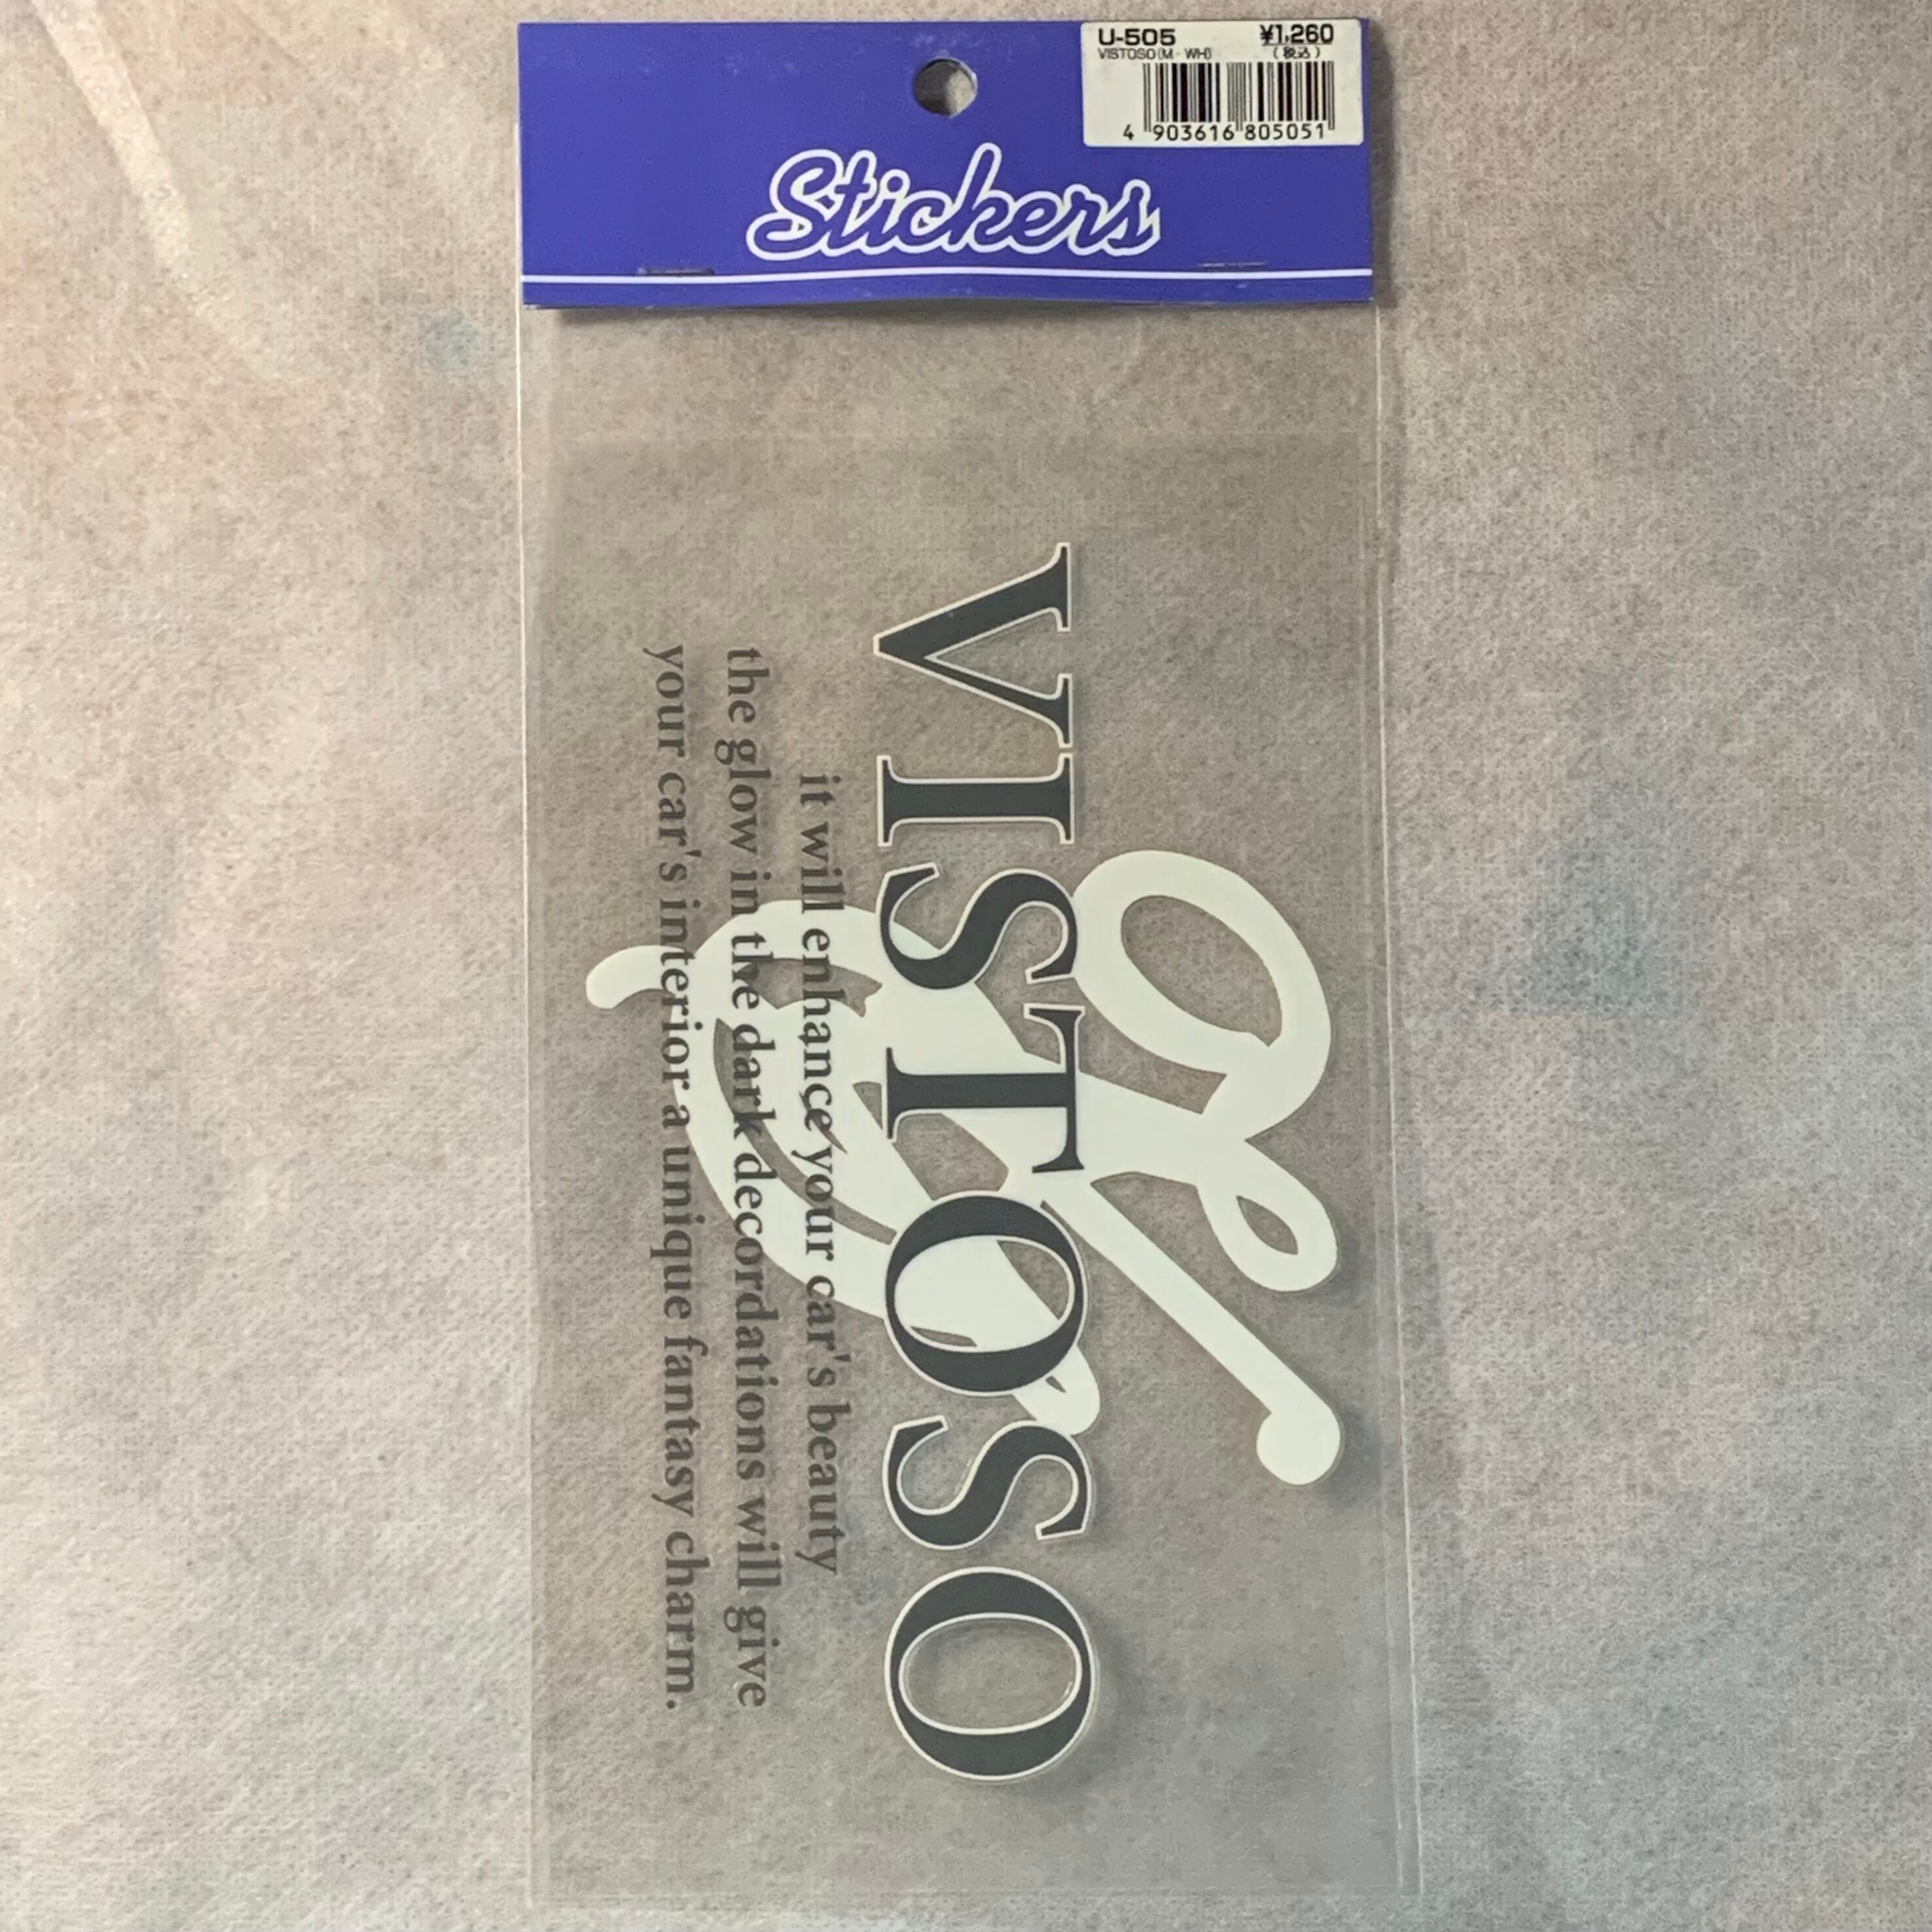 U-505 ¥1,260
VISTOSO(M - WH) (税込)
4 903616 805051
Stickers
VISTOSO
it will enhance your car's beauty
the glow in the dark decordations will give
your car's interior a unique fantasy charm.